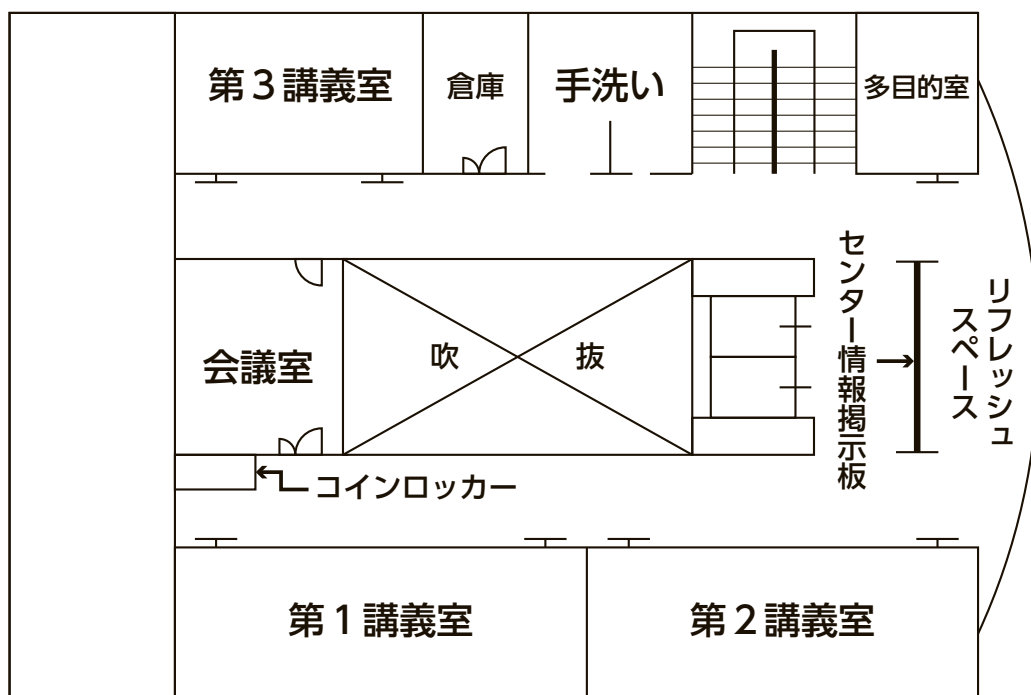 第３講義室
倉庫
手洗い
多目的室
センター情報掲示板
リフレッシュ
スペース
会議室
吹
抜
コインロッカー
第１講義室
第２講義室